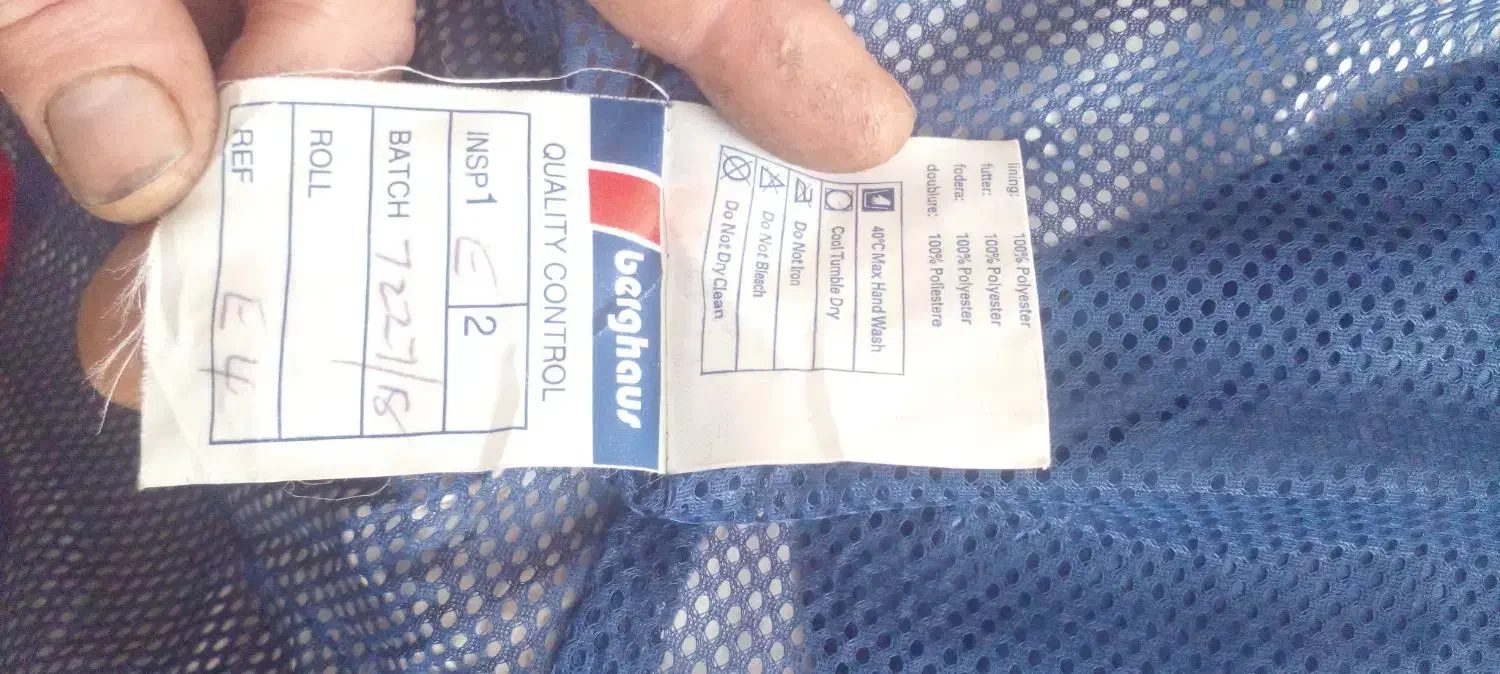 berghaus
QUALITY CONTROL
INSP1 E 2
BATCH 7227/18
ROLL
REF E4
lining: 100% Polyester
futter: 100% Polyester
fodera: 100% Polyester
doublure: 100% Poliestere
40°C Max Hand Wash
Cool Tumble Dry
Do Not Iron
Do Not Bleach
Do Not Dry Clean